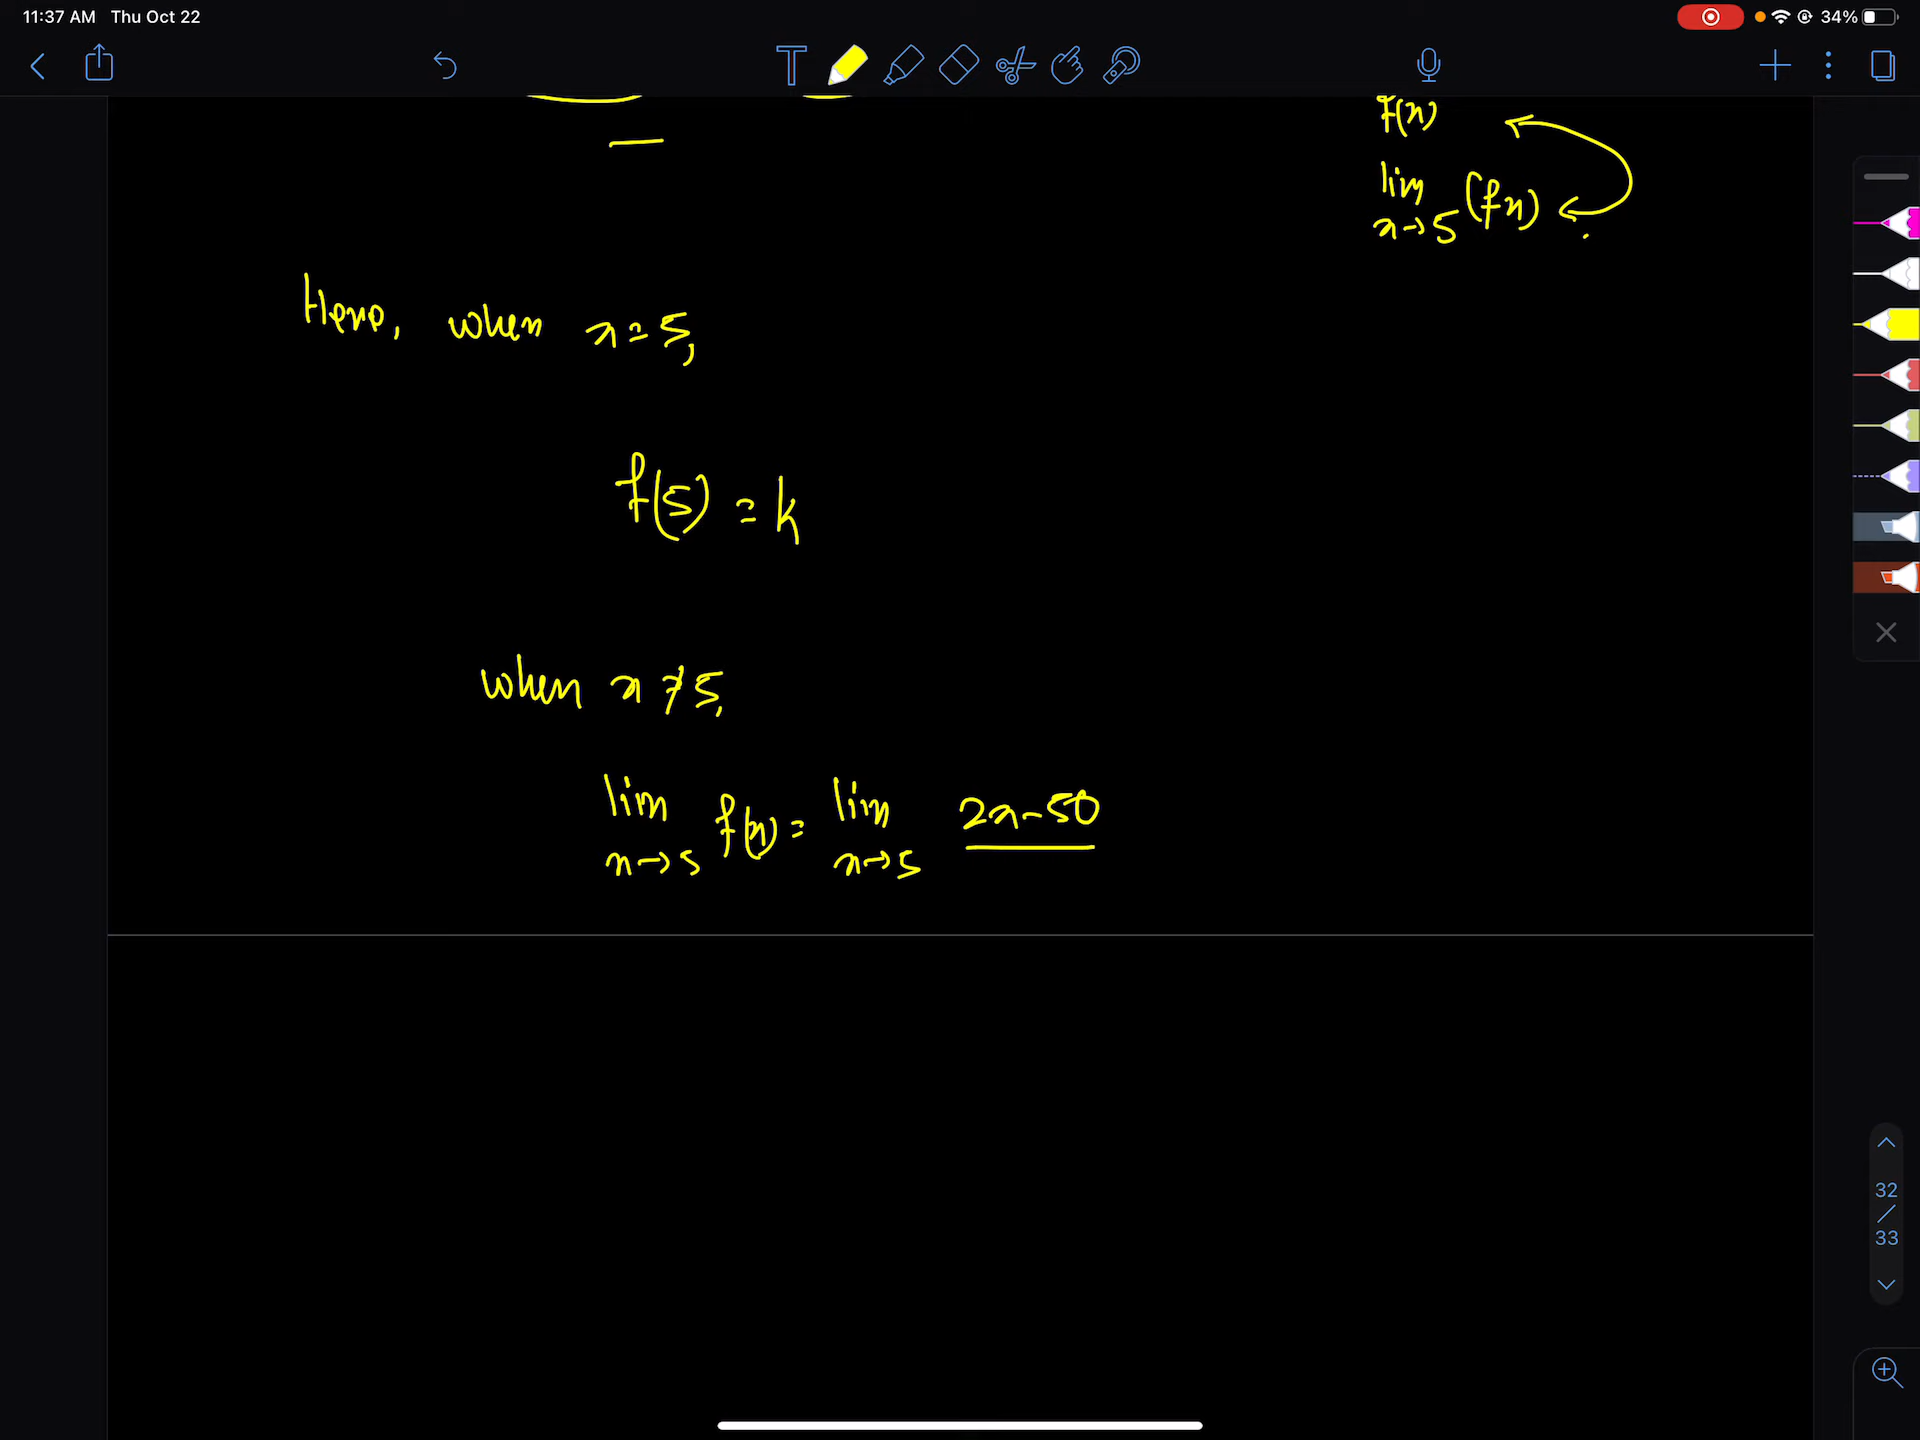 11:37 AM Thu Oct 22
34%
f(x)
lim (fx)
x→5
Here, when x = 5,
f(5) = k
when x ≠ 5,
lim f(x) = lim 2x-50
x→5 x→5
32
/
33